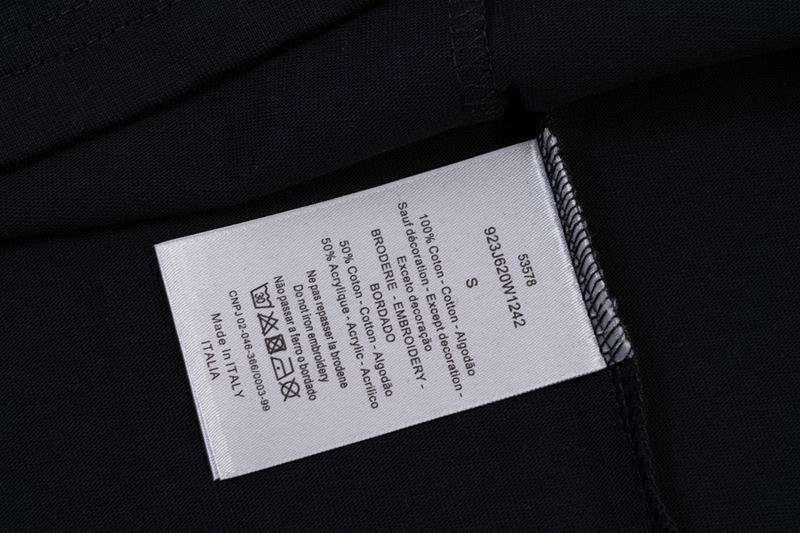 53578
923J620W1242
S
100% Coton - Cotton - Algodão
Sauf décoration - Except decoration -
Exceto decoração
BRODERIE - EMBROIDERY -
BORDADO
50% Coton - Cotton - Algodão
50% Acrylique - Acrylic - Acrílico
Ne pas repasser la broderie
Do not iron embroidery
Não passar a ferro o bordado
30
CNPJ 02-046-366/0003-99
Made in ITALY
ITALIA